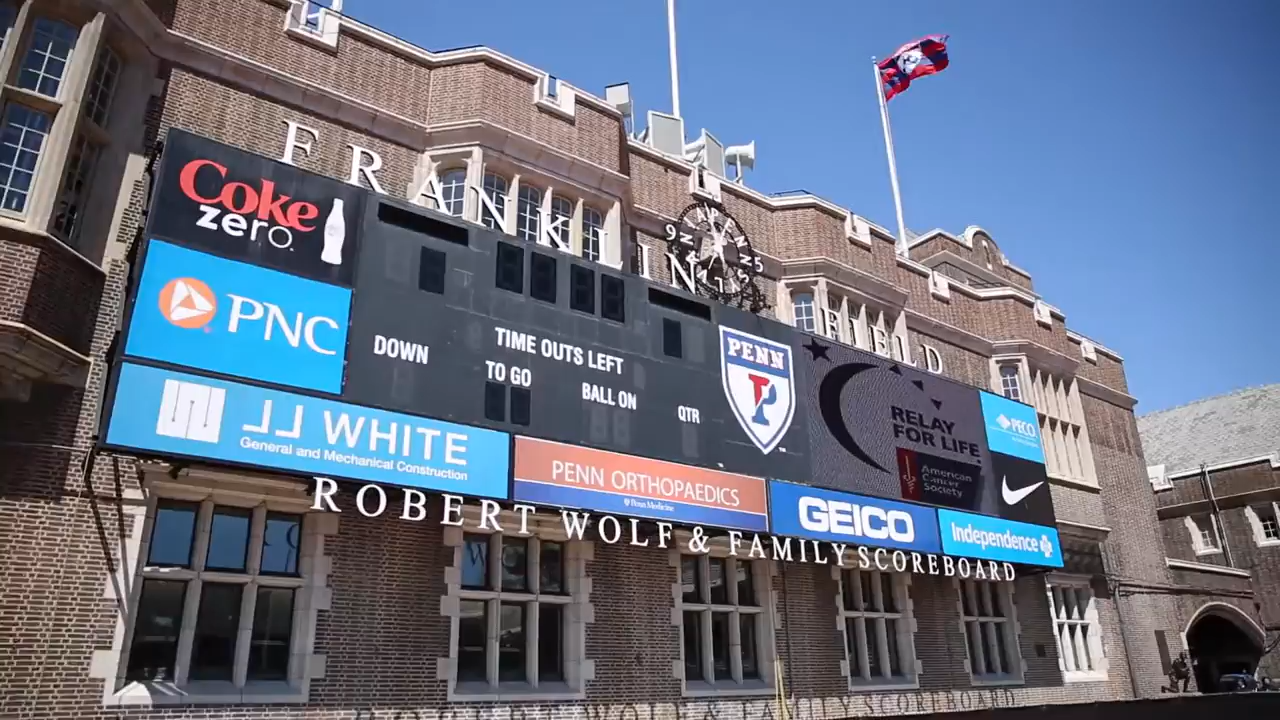 FRANKLIN FIELD
Coke
zero
PNC
JJ WHITE
General and Mechanical Construction
DOWN
TIME OUTS LEFT
TO GO
BALL ON
QTR
PENN
P
RELAY
FOR LIFE
American
Cancer
Society
PECO
PENN ORTHOPAEDICS
Penn Medicine
GEICO
Independence
ROBERT WOLF & FAMILY SCOREBOARD